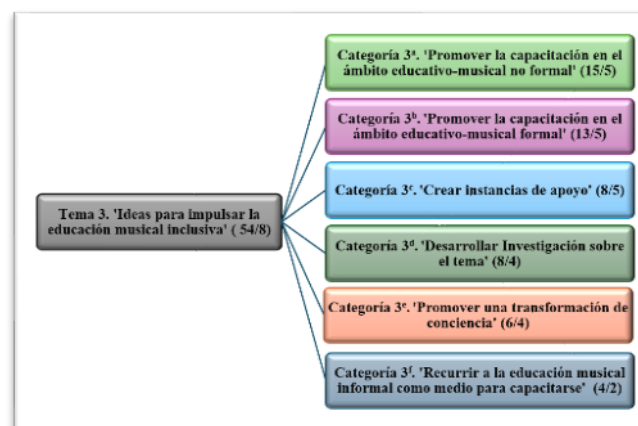 Categoría 3ª. 'Promover la capacitación en el
ámbito educativo-musical no formal' (15/5)
Categoría 3ᵇ. 'Promover la capacitación en el
ámbito educativo-musical formal' (13/5)
Categoría 3ᶜ. 'Crear instancias de apoyo' (8/5)
Tema 3. 'Ideas para impulsar la
educación musical inclusiva' ( 54/8)
Categoría 3ᵈ. 'Desarrollar Investigación sobre
el tema' (8/4)
Categoría 3ᵉ. 'Promover una transformación de
conciencia' (6/4)
Categoría 3ᶠ. 'Recurrir a la educación musical
informal como medio para capacitarse' (4/2)